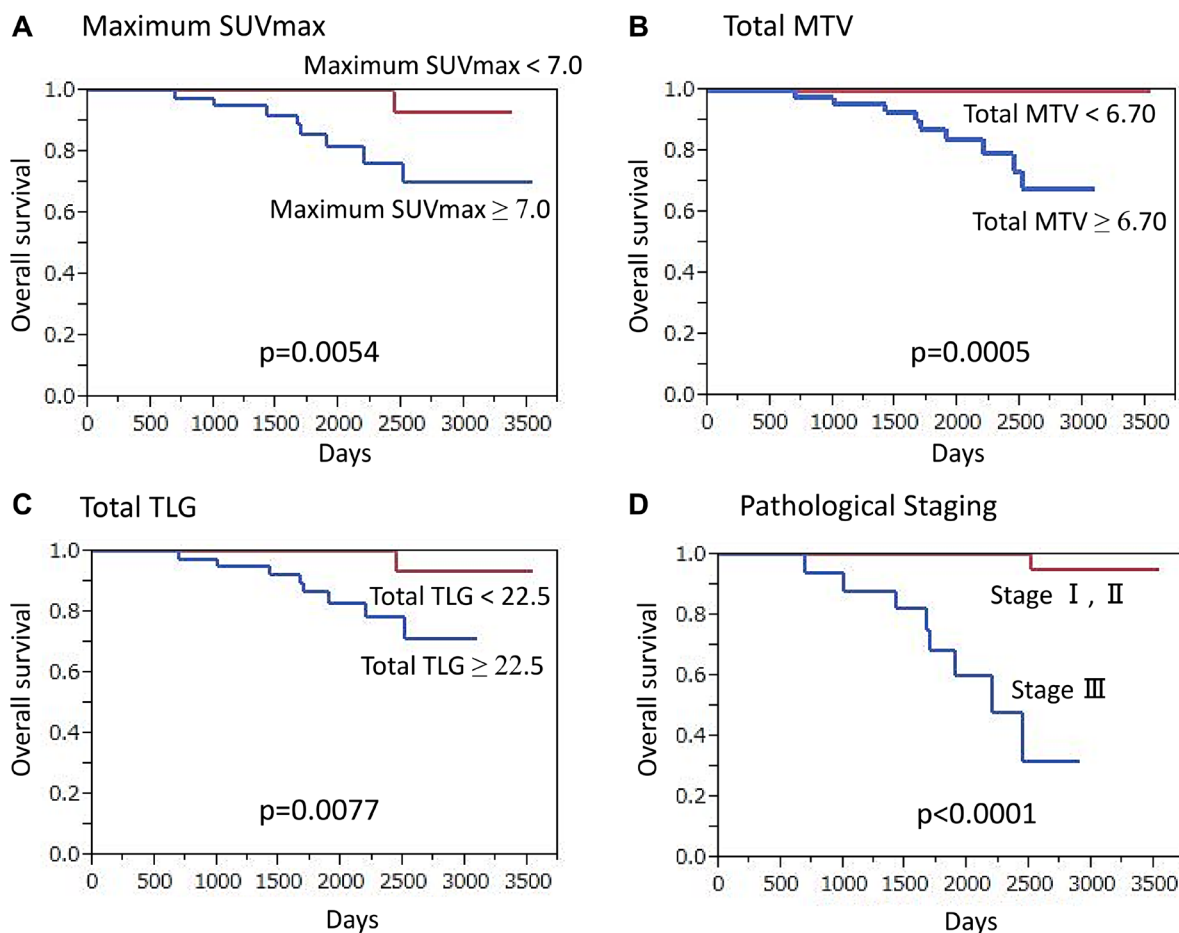 A Maximum SUVmax
Maximum SUVmax < 7.0
1.0
0.8
0.6
0.4
0.2
0.0
Overall survival
Maximum SUVmax ≥ 7.0
p=0.0054
0 500 1000 1500 2000 2500 3000 3500
Days
B Total MTV
1.0
0.8
0.6
0.4
0.2
0.0
Overall survival
Total MTV < 6.70
Total MTV ≥ 6.70
p=0.0005
0 500 1000 1500 2000 2500 3000 3500
Days
C Total TLG
1.0
0.8
0.6
0.4
0.2
0.0
Overall survival
Total TLG < 22.5
Total TLG ≥ 22.5
p=0.0077
0 500 1000 1500 2000 2500 3000 3500
Days
D Pathological Staging
1.0
0.8
0.6
0.4
0.2
0.0
Overall survival
Stage Ⅰ , Ⅱ
Stage Ⅲ
p<0.0001
0 500 1000 1500 2000 2500 3000 3500
Days